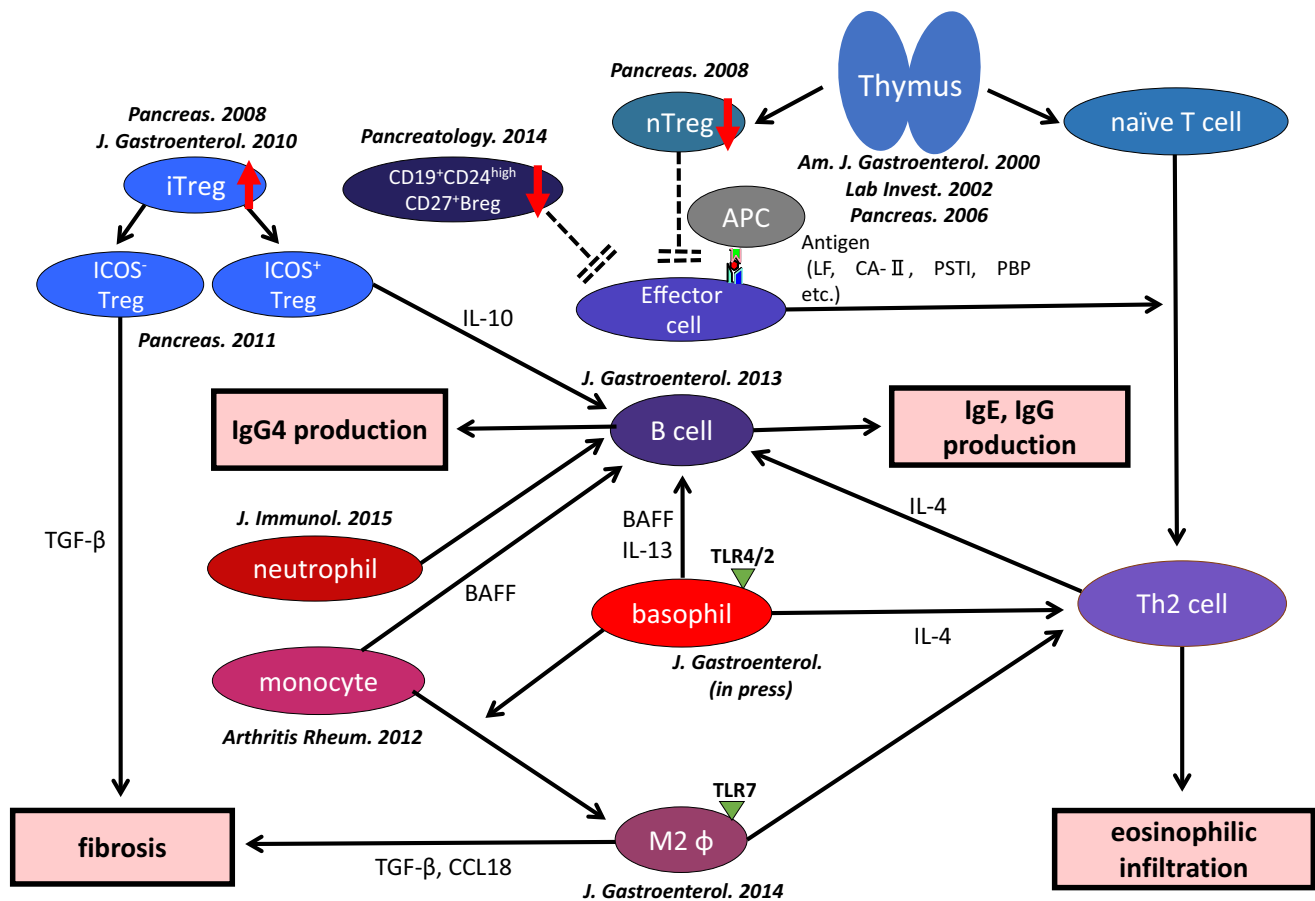 Pancreas. 2008
Thymus
nTreg
naïve T cell
Pancreas. 2008
J. Gastroenterol. 2010
iTreg
Pancreatology. 2014
CD19⁺CD24ʰⁱᵍʰ
CD27⁺Breg
Am. J. Gastroenterol. 2000
Lab Invest. 2002
Pancreas. 2006
APC
Antigen
(LF, CA-Ⅱ, PSTI, PBP
etc.)
ICOS⁻
Treg
ICOS⁺
Treg
Effector
cell
Pancreas. 2011
IL-10
J. Gastroenterol. 2013
IgG4 production
B cell
IgE, IgG
production
IL-4
J. Immunol. 2015
BAFF
IL-13
TGF-β
neutrophil
TLR4/2
BAFF
basophil
Th2 cell
IL-4
J. Gastroenterol.
(in press)
monocyte
Arthritis Rheum. 2012
TLR7
fibrosis
M2 ϕ
eosinophilic
infiltration
TGF-β, CCL18
J. Gastroenterol. 2014